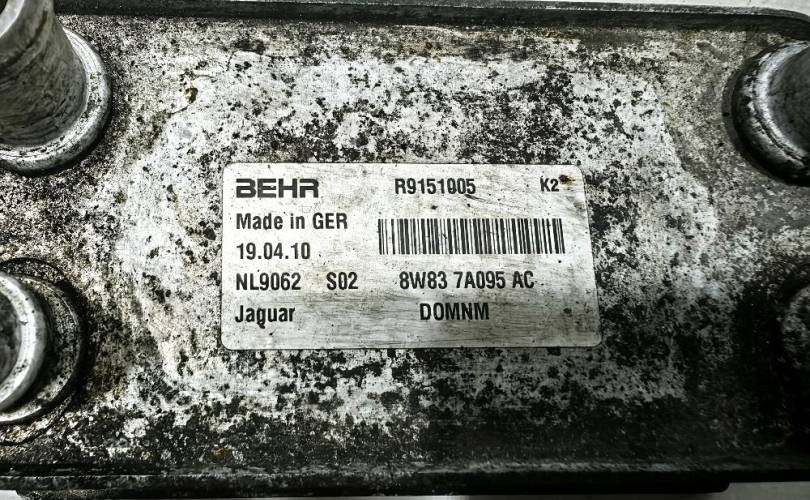 BEHR R9151005 K2
Made in GER
19.04.10
NL9062 S02 8W83 7A095 AC
Jaguar DOMNM